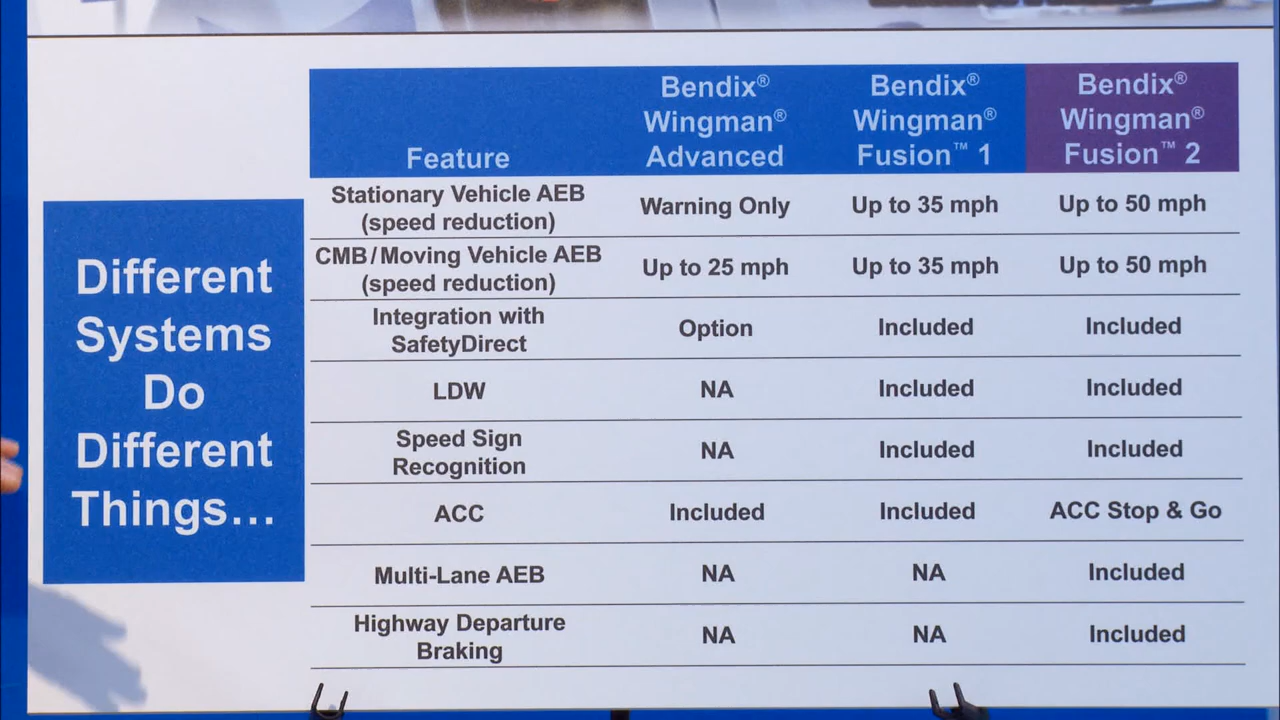 Different
Systems
Do
Different
Things...
Feature
Bendix®
Wingman®
Advanced
Bendix®
Wingman®
Fusion™ 1
Bendix®
Wingman®
Fusion™ 2
Stationary Vehicle AEB
(speed reduction)
Warning Only
Up to 35 mph
Up to 50 mph
CMB/Moving Vehicle AEB
(speed reduction)
Up to 25 mph
Up to 35 mph
Up to 50 mph
Integration with
SafetyDirect
Option
Included
Included
LDW
NA
Included
Included
Speed Sign
Recognition
NA
Included
Included
ACC
Included
Included
ACC Stop & Go
Multi-Lane AEB
NA
NA
Included
Highway Departure
Braking
NA
NA
Included